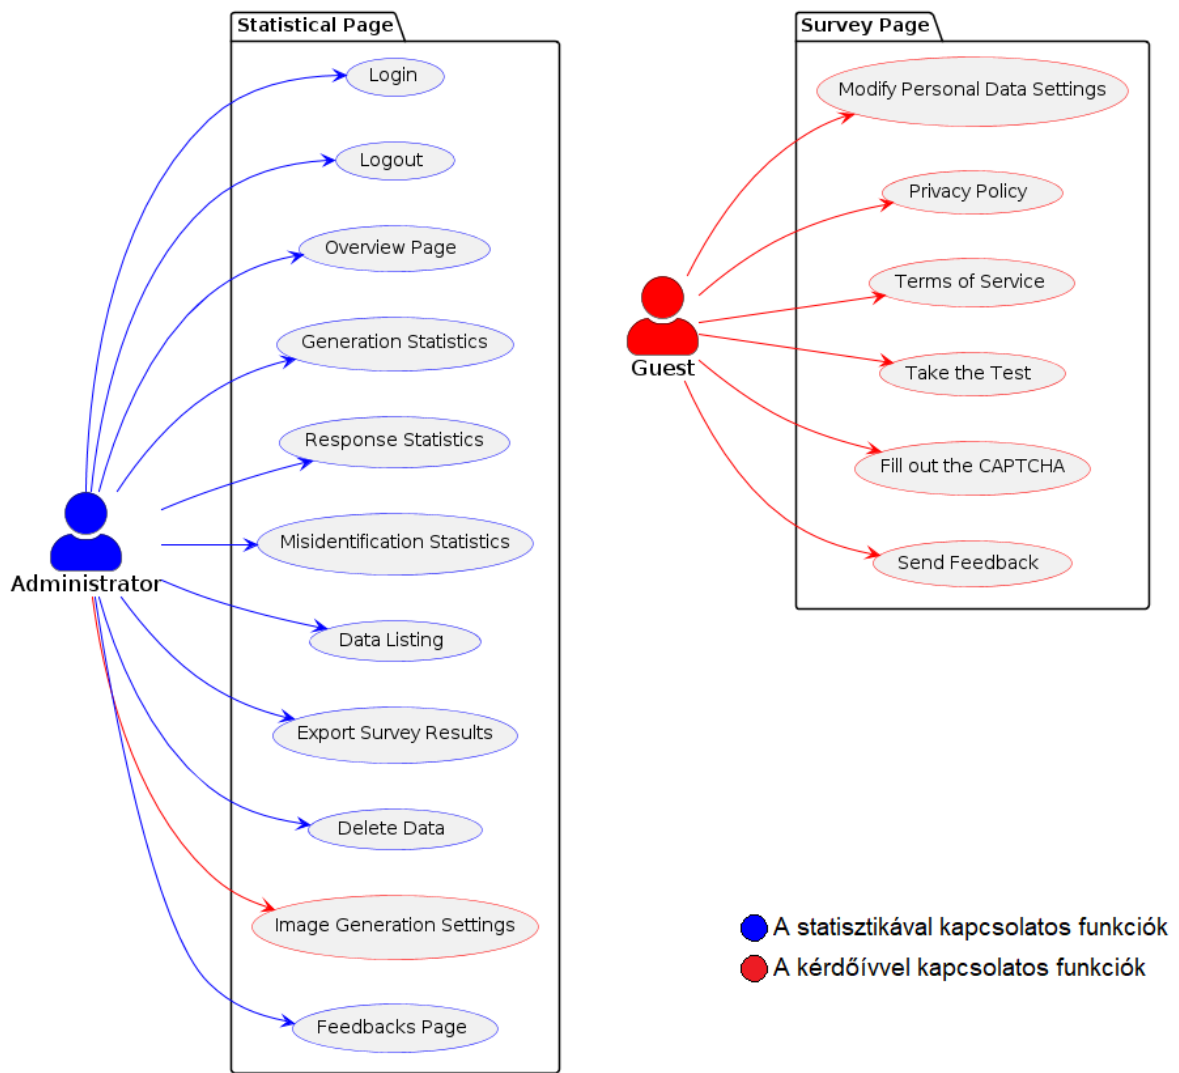 Statistical Page
Login
Logout
Overview Page
Generation Statistics
Response Statistics
Misidentification Statistics
Data Listing
Export Survey Results
Delete Data
Image Generation Settings
Feedbacks Page
Administrator
Survey Page
Modify Personal Data Settings
Privacy Policy
Terms of Service
Take the Test
Fill out the CAPTCHA
Send Feedback
Guest
A statisztikával kapcsolatos funkciók
A kérdőívvel kapcsolatos funkciók